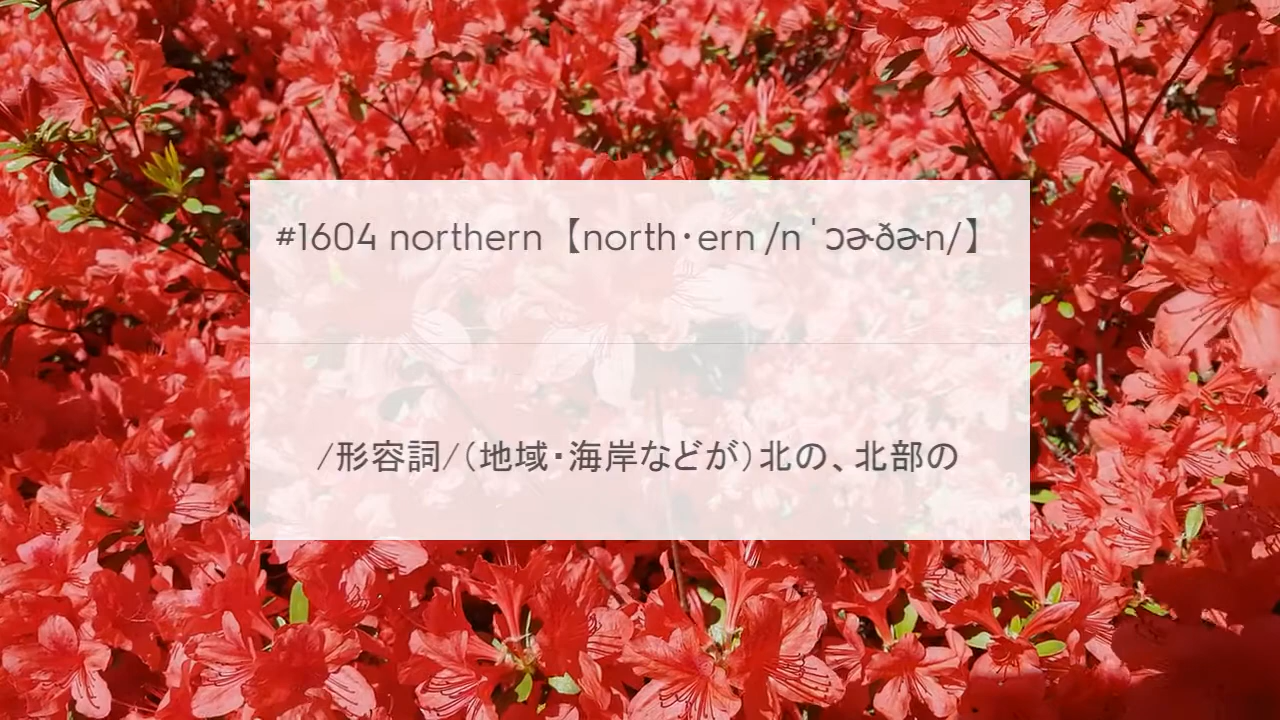 #1604 northern【north･ern /nˈɔɚðɚn/】
/形容詞/（地域･海岸などが）北の、北部の